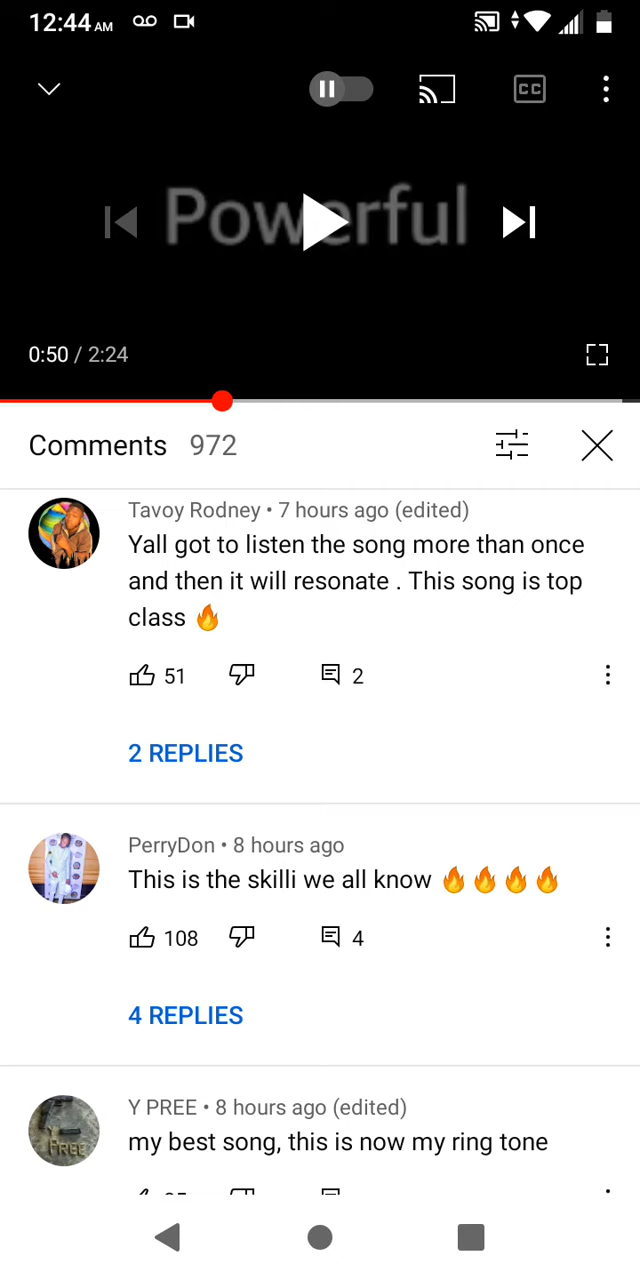 12:44 AM
CC
Powerful
0:50 / 2:24
Comments 972
Tavoy Rodney • 7 hours ago (edited)
Yall got to listen the song more than once
and then it will resonate . This song is top
class 🔥
51 2
2 REPLIES
PerryDon • 8 hours ago
This is the skilli we all know 🔥🔥🔥🔥
108 4
4 REPLIES
Y PREE • 8 hours ago (edited)
my best song, this is now my ring tone